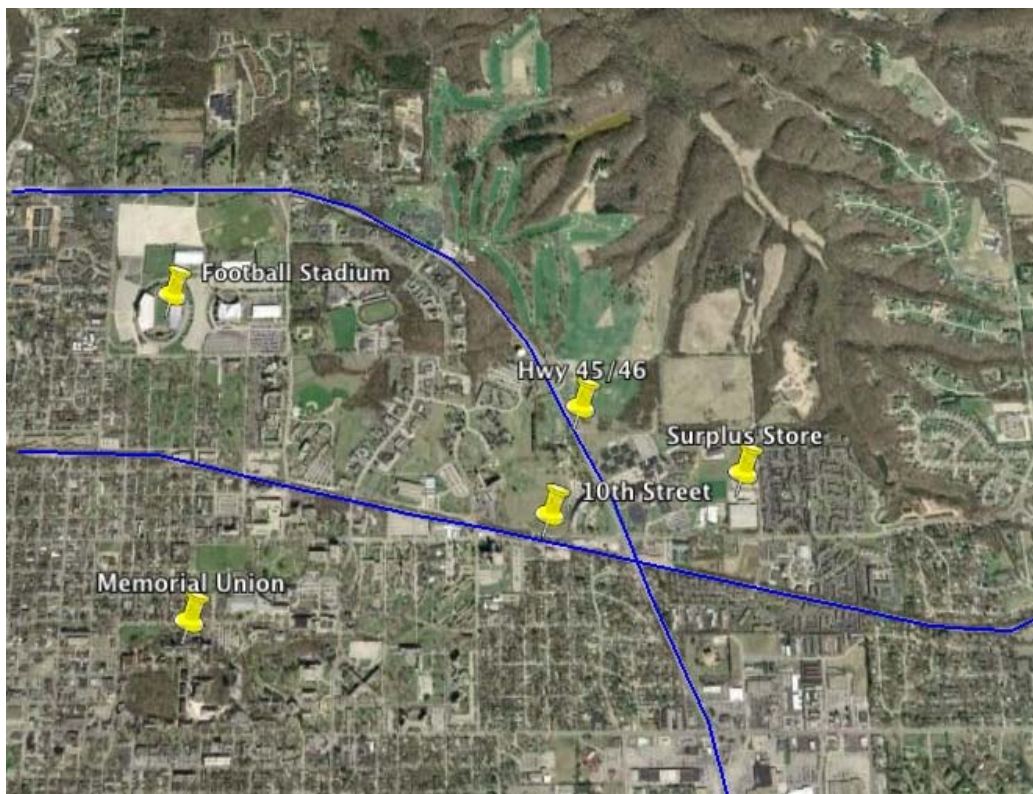 Football Stadium
Hwy 45/46
Surplus Store
10th Street
Memorial Union